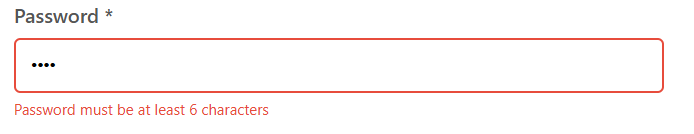 Password *
••••
Password must be at least 6 characters